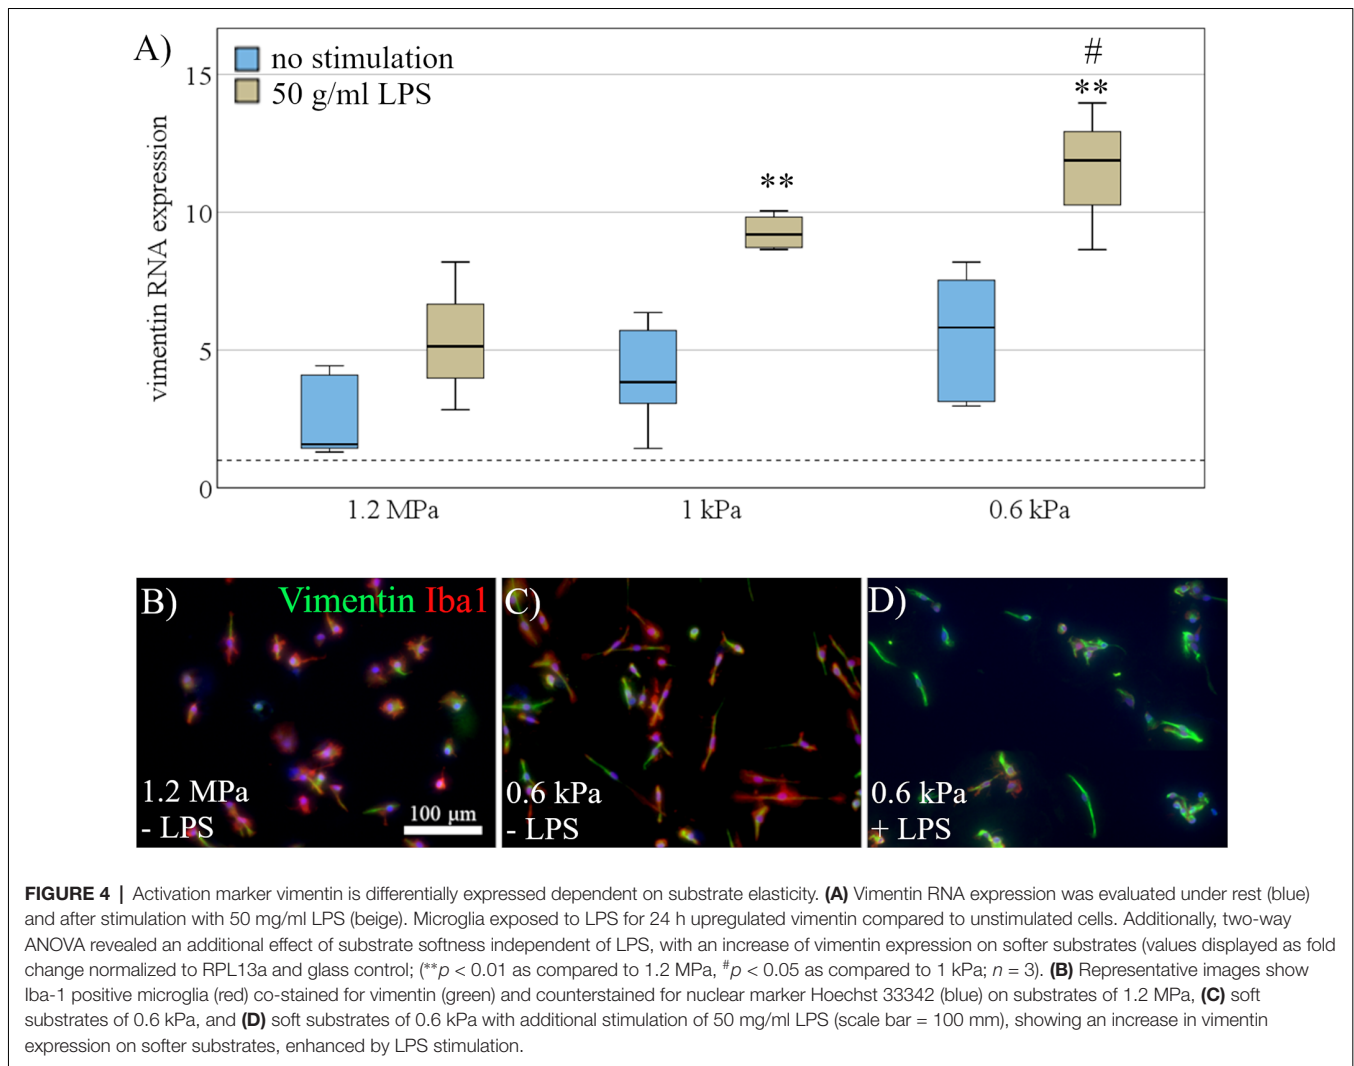 A)
no stimulation
50 g/ml LPS
vimentin RNA expression
15
10
5
0
#
**
**
1.2 MPa
1 kPa
0.6 kPa
B)
Vimentin Iba1
1.2 MPa
- LPS
100 µm
C)
0.6 kPa
- LPS
D)
0.6 kPa
+ LPS
FIGURE 4 | Activation marker vimentin is differentially expressed dependent on substrate elasticity. (A) Vimentin RNA expression was evaluated under rest (blue)
and after stimulation with 50 mg/ml LPS (beige). Microglia exposed to LPS for 24 h upregulated vimentin compared to unstimulated cells. Additionally, two-way
ANOVA revealed an additional effect of substrate softness independent of LPS, with an increase of vimentin expression on softer substrates (values displayed as fold
change normalized to RPL13a and glass control; (**p < 0.01 as compared to 1.2 MPa, #p < 0.05 as compared to 1 kPa; n = 3). (B) Representative images show
Iba-1 positive microglia (red) co-stained for vimentin (green) and counterstained for nuclear marker Hoechst 33342 (blue) on substrates of 1.2 MPa, (C) soft
substrates of 0.6 kPa, and (D) soft substrates of 0.6 kPa with additional stimulation of 50 mg/ml LPS (scale bar = 100 mm), showing an increase in vimentin
expression on softer substrates, enhanced by LPS stimulation.